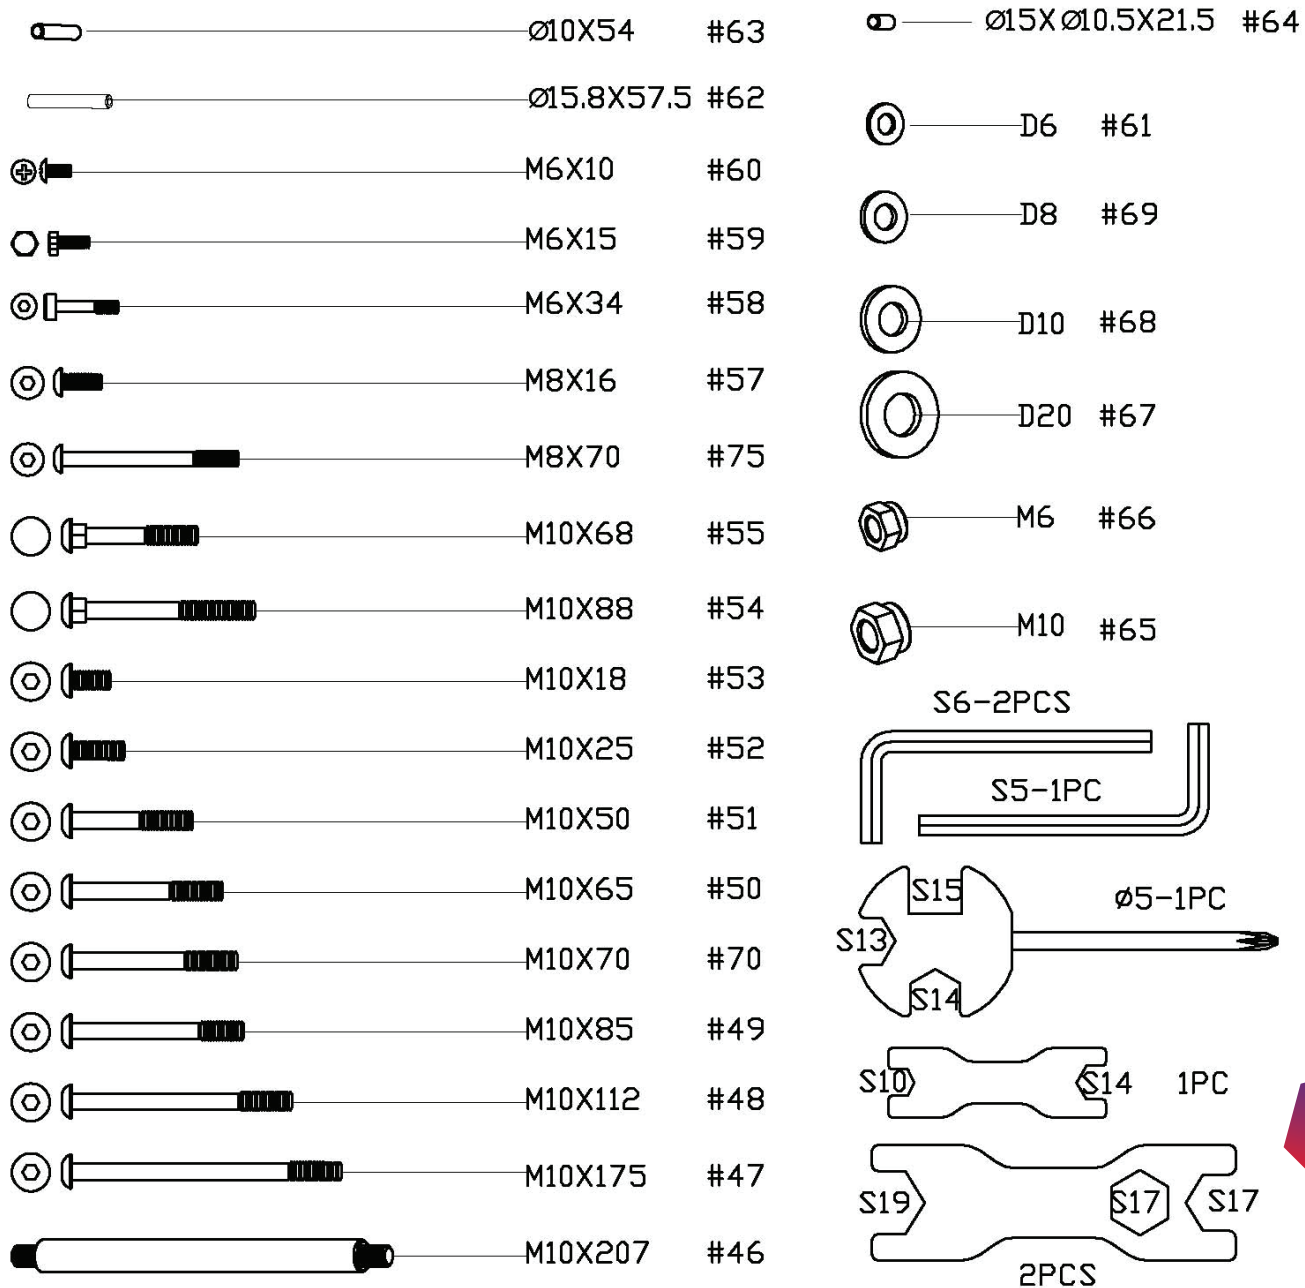 Ø10X54 #63
Ø15.8X57.5 #62
M6X10 #60
M6X15 #59
M6X34 #58
M8X16 #57
M8X70 #75
M10X68 #55
M10X88 #54
M10X18 #53
M10X25 #52
M10X50 #51
M10X65 #50
M10X70 #70
M10X85 #49
M10X112 #48
M10X175 #47
M10X207 #46
Ø15XØ10.5X21.5 #64
D6 #61
D8 #69
D10 #68
D20 #67
M6 #66
M10 #65
S6-2PCS
S5-1PC
S15
Ø5-1PC
S13
S14
S10 S14 1PC
S19 S17 S17
2PCS